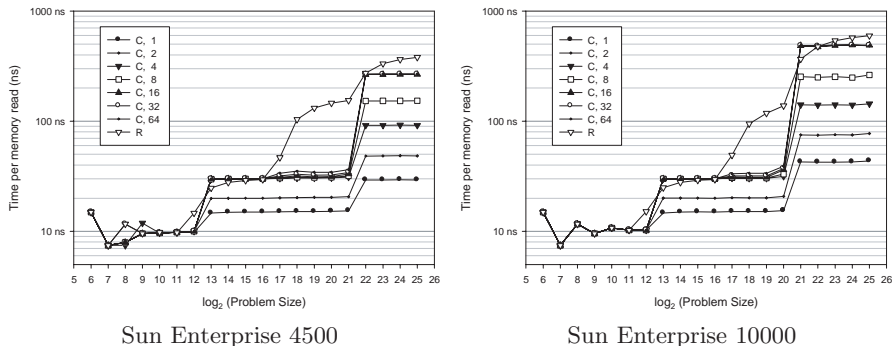 1000 ns
100 ns
10 ns
Time per memory read (ns)
C, 1
C, 2
C, 4
C, 8
C, 16
C, 32
C, 64
R
5 6 7 8 9 10 11 12 13 14 15 16 17 18 19 20 21 22 23 24 25 26
log2 (Problem Size)
Sun Enterprise 4500
1000 ns
100 ns
10 ns
Time per memory read (ns)
C, 1
C, 2
C, 4
C, 8
C, 16
C, 32
C, 64
R
5 6 7 8 9 10 11 12 13 14 15 16 17 18 19 20 21 22 23 24 25 26
log2 (Problem Size)
Sun Enterprise 10000